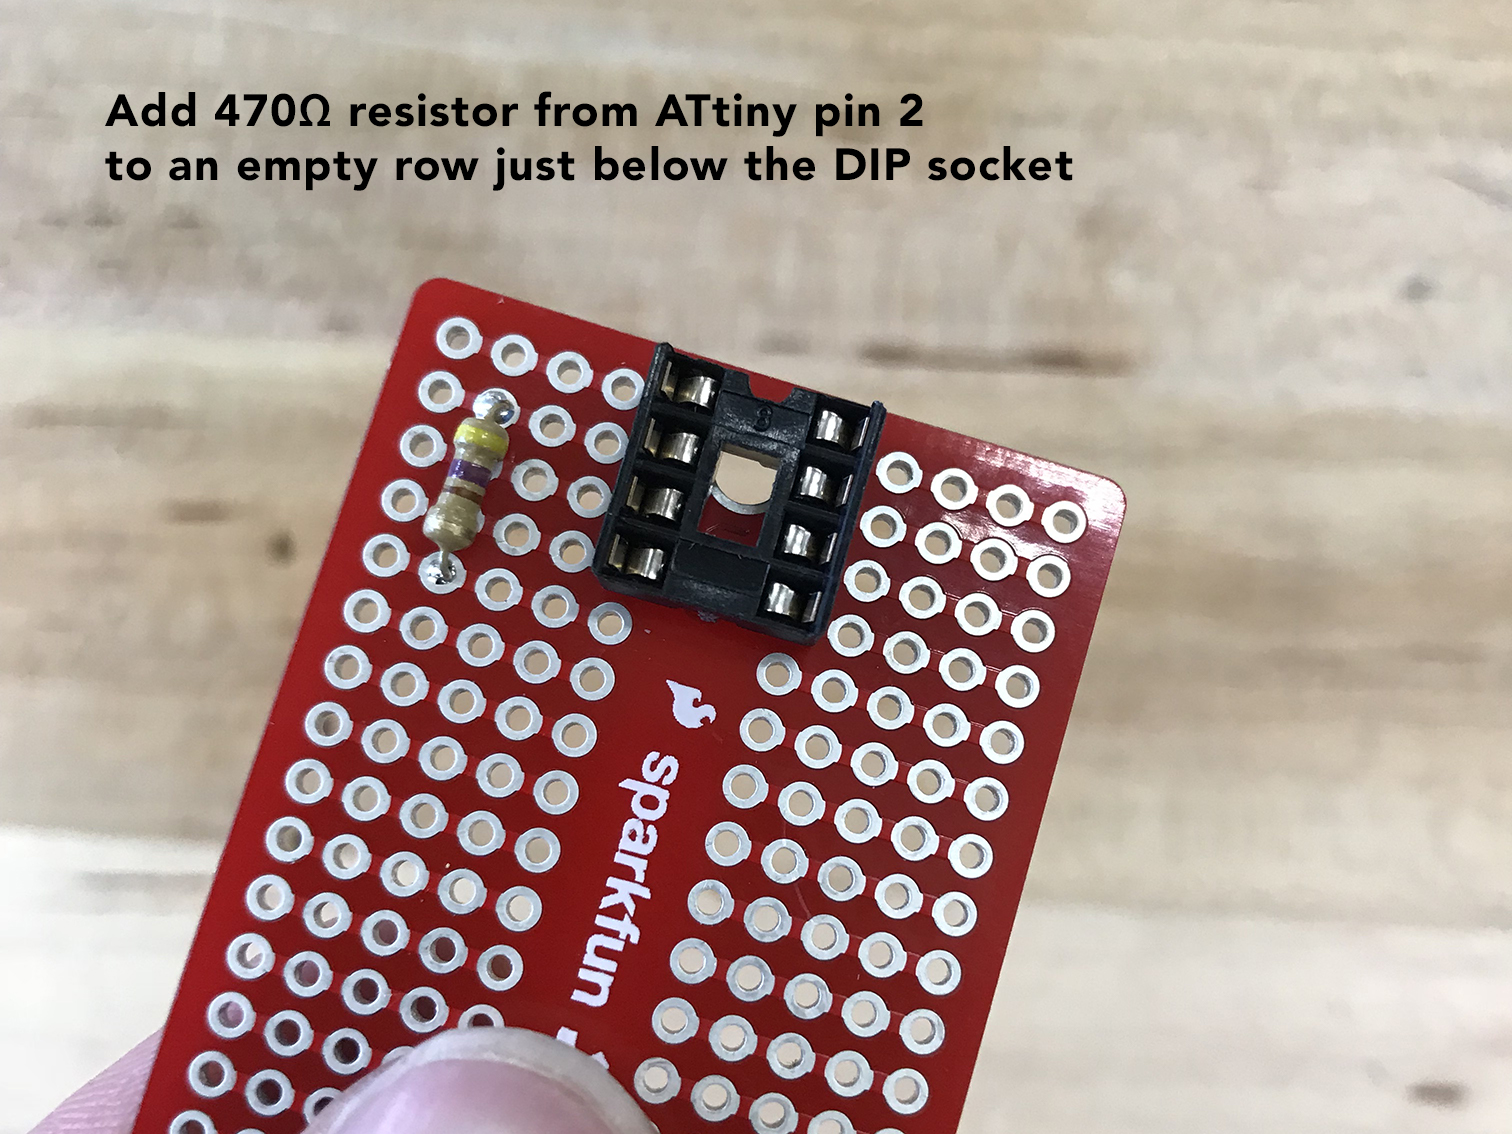 Add 470Ω resistor from ATtiny pin 2
to an empty row just below the DIP socket
8
sparkfun